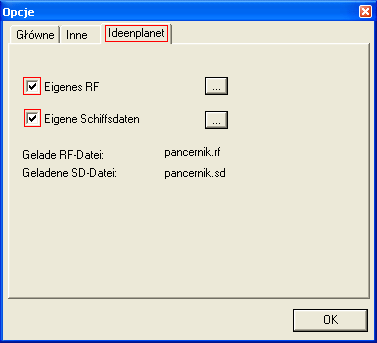 Opcje
Główne Inne Ideenplanet
Eigenes RF ...
Eigene Schiffsdaten ...
Gelade RF-Datei: pancernik.rf
Geladene SD-Datei: pancernik.sd
OK